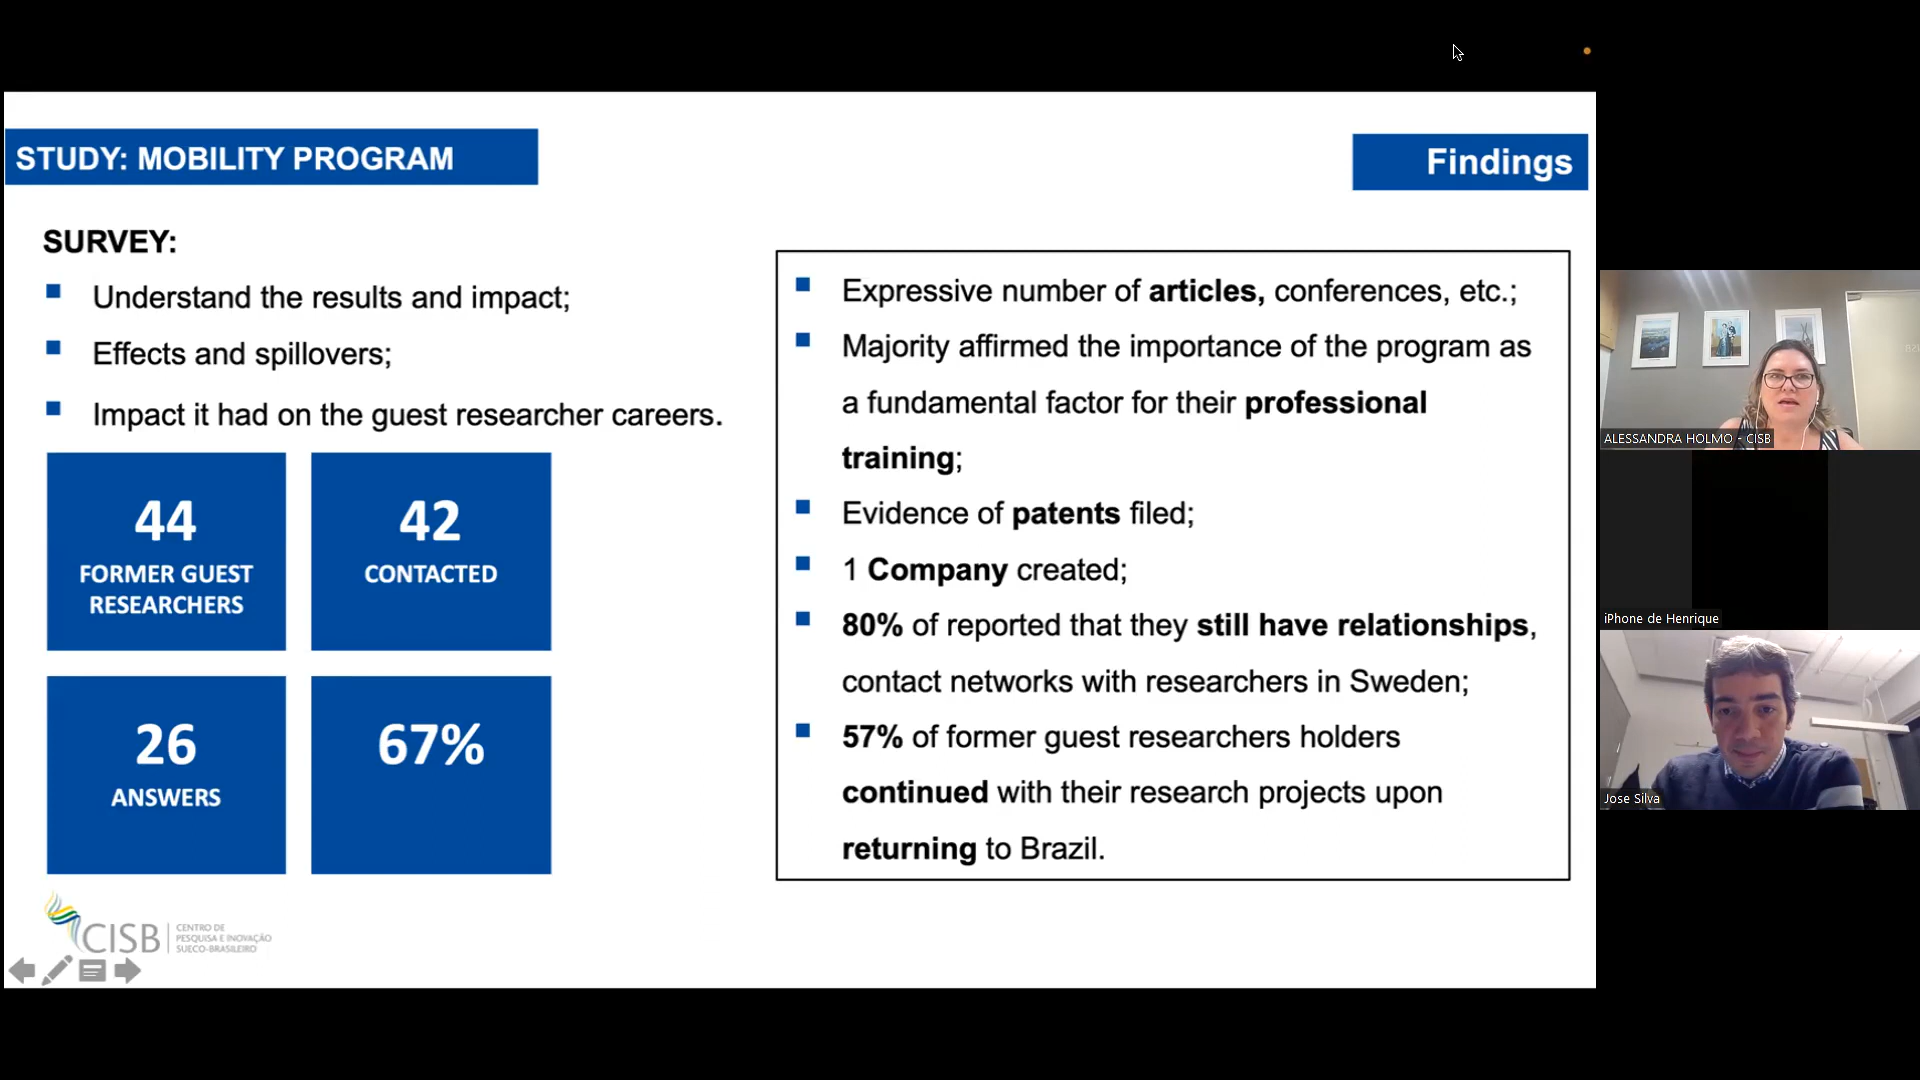 STUDY: MOBILITY PROGRAM
Findings
SURVEY:
Understand the results and impact;
Effects and spillovers;
Impact it had on the guest researcher careers.
44
FORMER GUEST
RESEARCHERS
42
CONTACTED
26
ANSWERS
67%
Expressive number of articles, conferences, etc.;
Majority affirmed the importance of the program as
a fundamental factor for their professional
training;
Evidence of patents filed;
1 Company created;
80% of reported that they still have relationships,
contact networks with researchers in Sweden;
57% of former guest researchers holders
continued with their research projects upon
returning to Brazil.
CISB
CENTRO DE
PESQUISA E INOVAÇÃO
SUECO-BRASILEIRO
ALESSANDRA HOLMO - CISB
iPhone de Henrique
Jose Silva